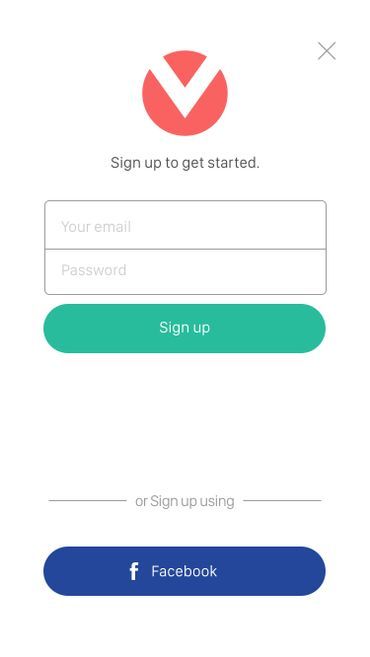 Sign up to get started.
Your email
Password
Sign up
or Sign up using
f Facebook